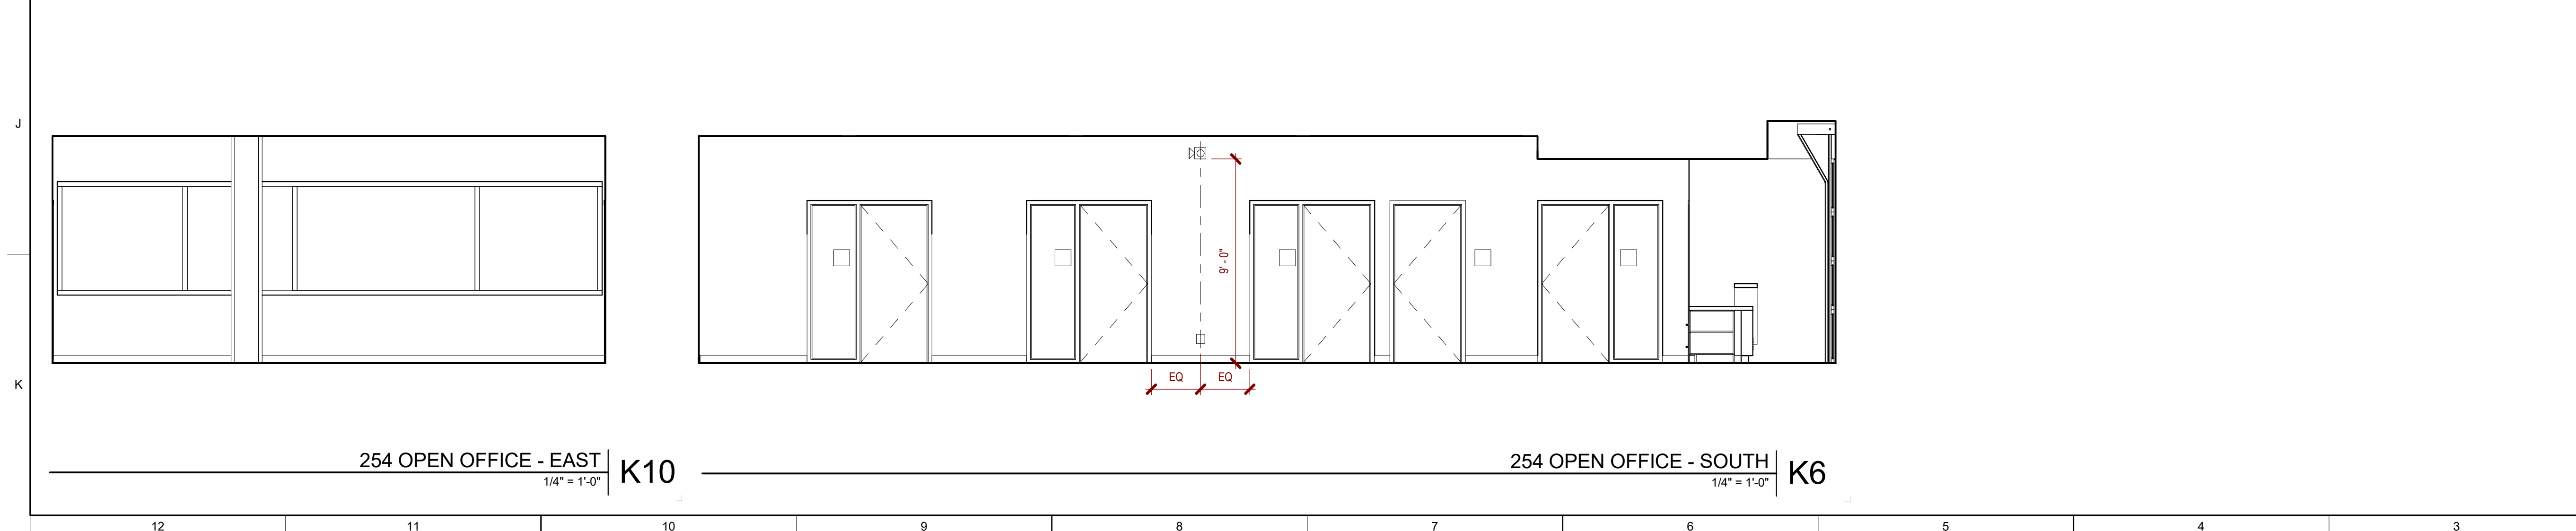 J
9' - 0"
K
EQ EQ
254 OPEN OFFICE - EAST
1/4" = 1'-0"
K10
254 OPEN OFFICE - SOUTH
1/4" = 1'-0"
K6
12 11 10 9 8 7 6 5 4 3